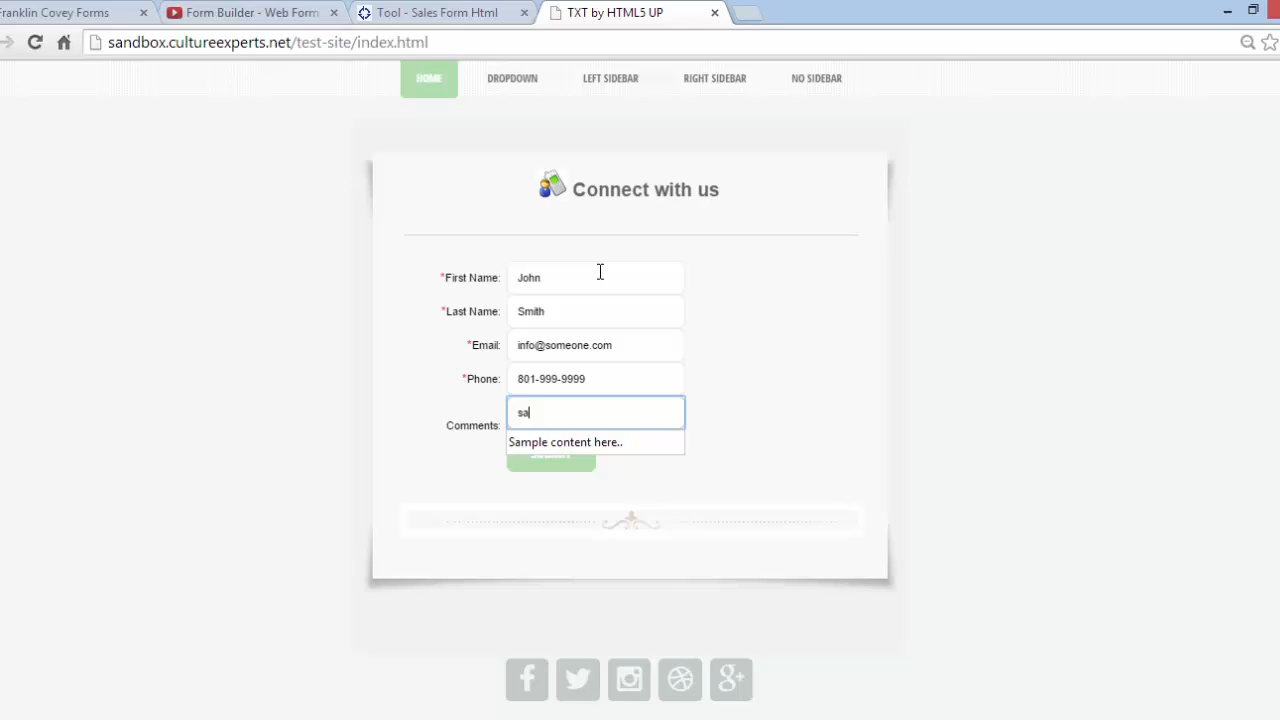 Franklin Covey Forms
Form Builder - Web Form
Tool - Sales Form Html
TXT by HTML5 UP
sandbox.cultureexperts.net/test-site/index.html
HOME
DROPDOWN
LEFT SIDEBAR
RIGHT SIDEBAR
NO SIDEBAR
Connect with us
*First Name: John
*Last Name: Smith
*Email: info@someone.com
*Phone: 801-999-9999
Comments: sa
Sample content here..